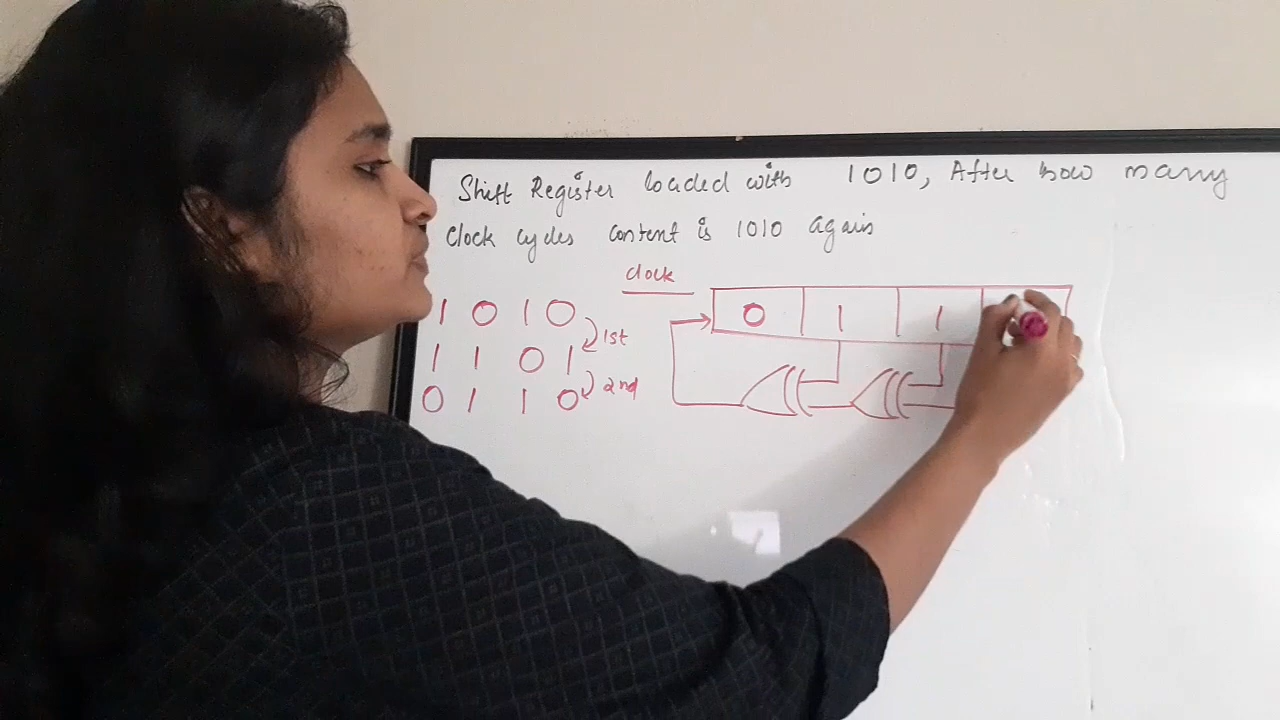 Shift Register loaded with 1010, After how many
clock cycles content is 1010 again
clock
0 1 1
1 0 1 0
1st
1 1 0 1
2nd
0 1 1 0